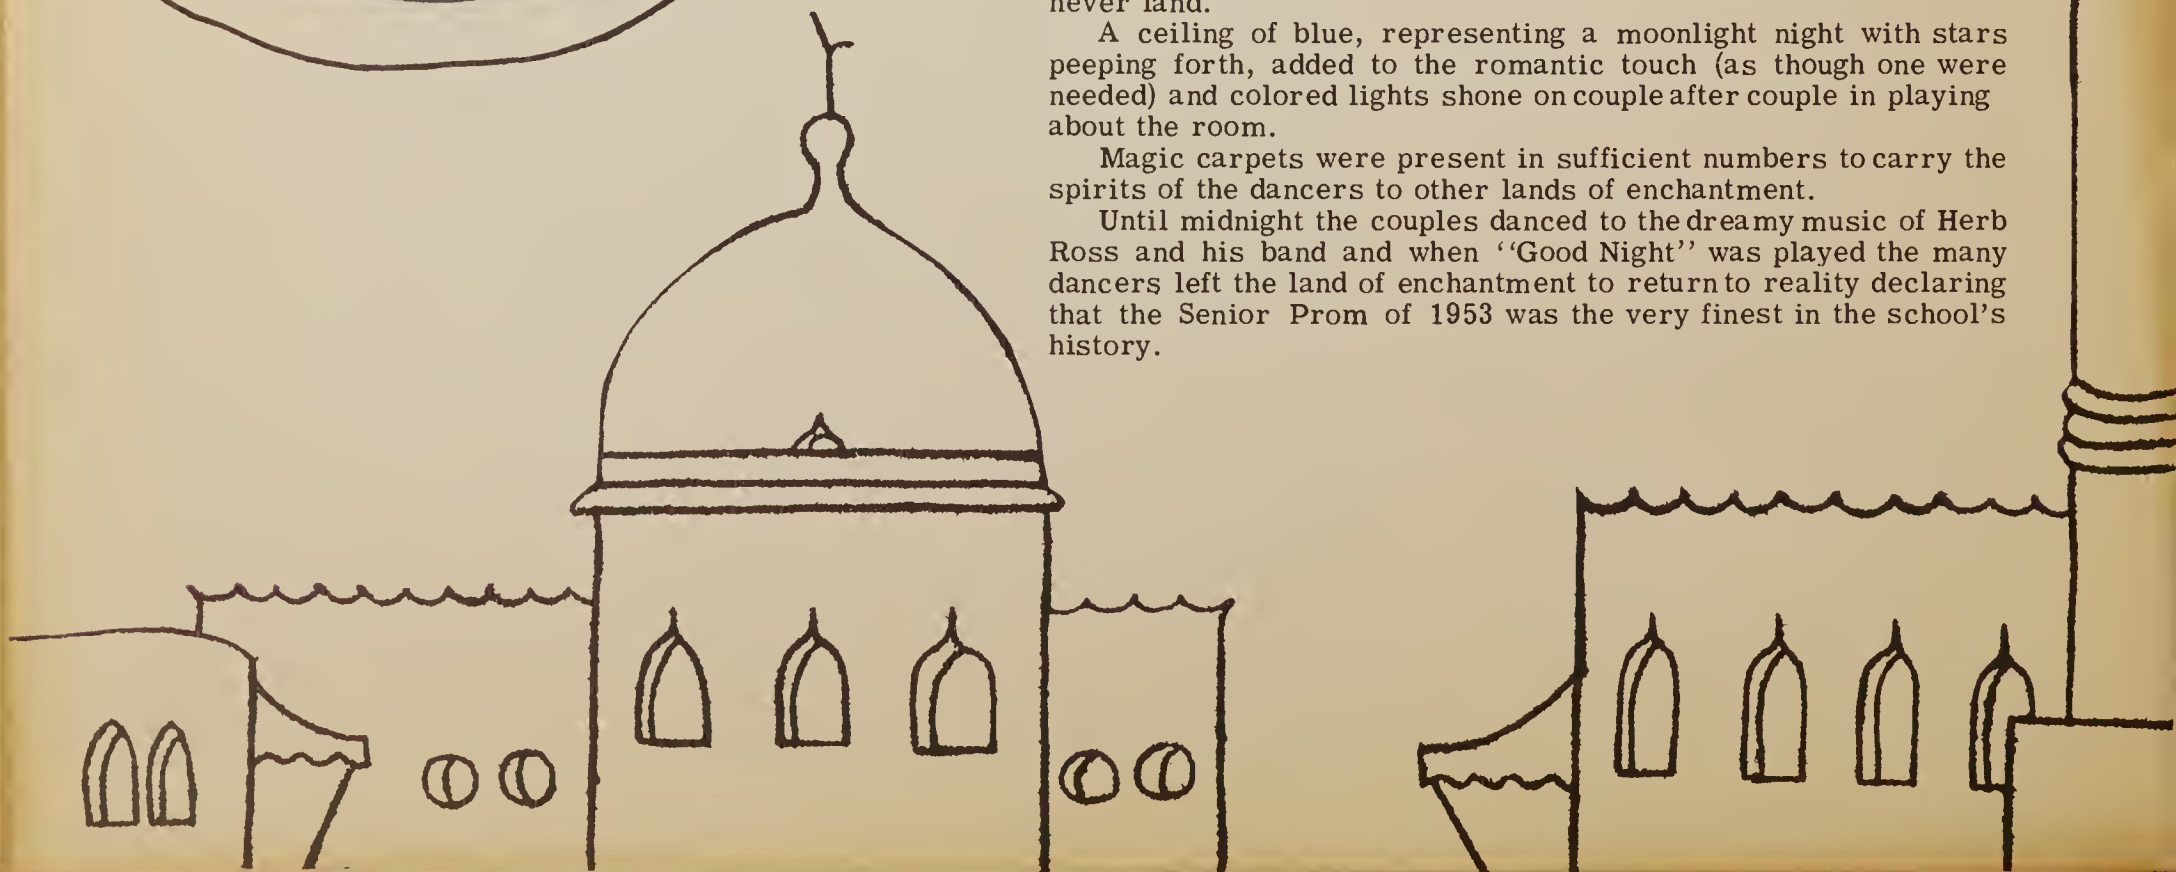 never land.
A ceiling of blue, representing a moonlight night with stars
peeping forth, added to the romantic touch (as though one were
needed) and colored lights shone on couple after couple in playing
about the room.
Magic carpets were present in sufficient numbers to carry the
spirits of the dancers to other lands of enchantment.
Until midnight the couples danced to the dreamy music of Herb
Ross and his band and when ‘‘Good Night’’ was played the many
dancers left the land of enchantment to return to reality declaring
that the Senior Prom of 1953 was the very finest in the school’s
history.